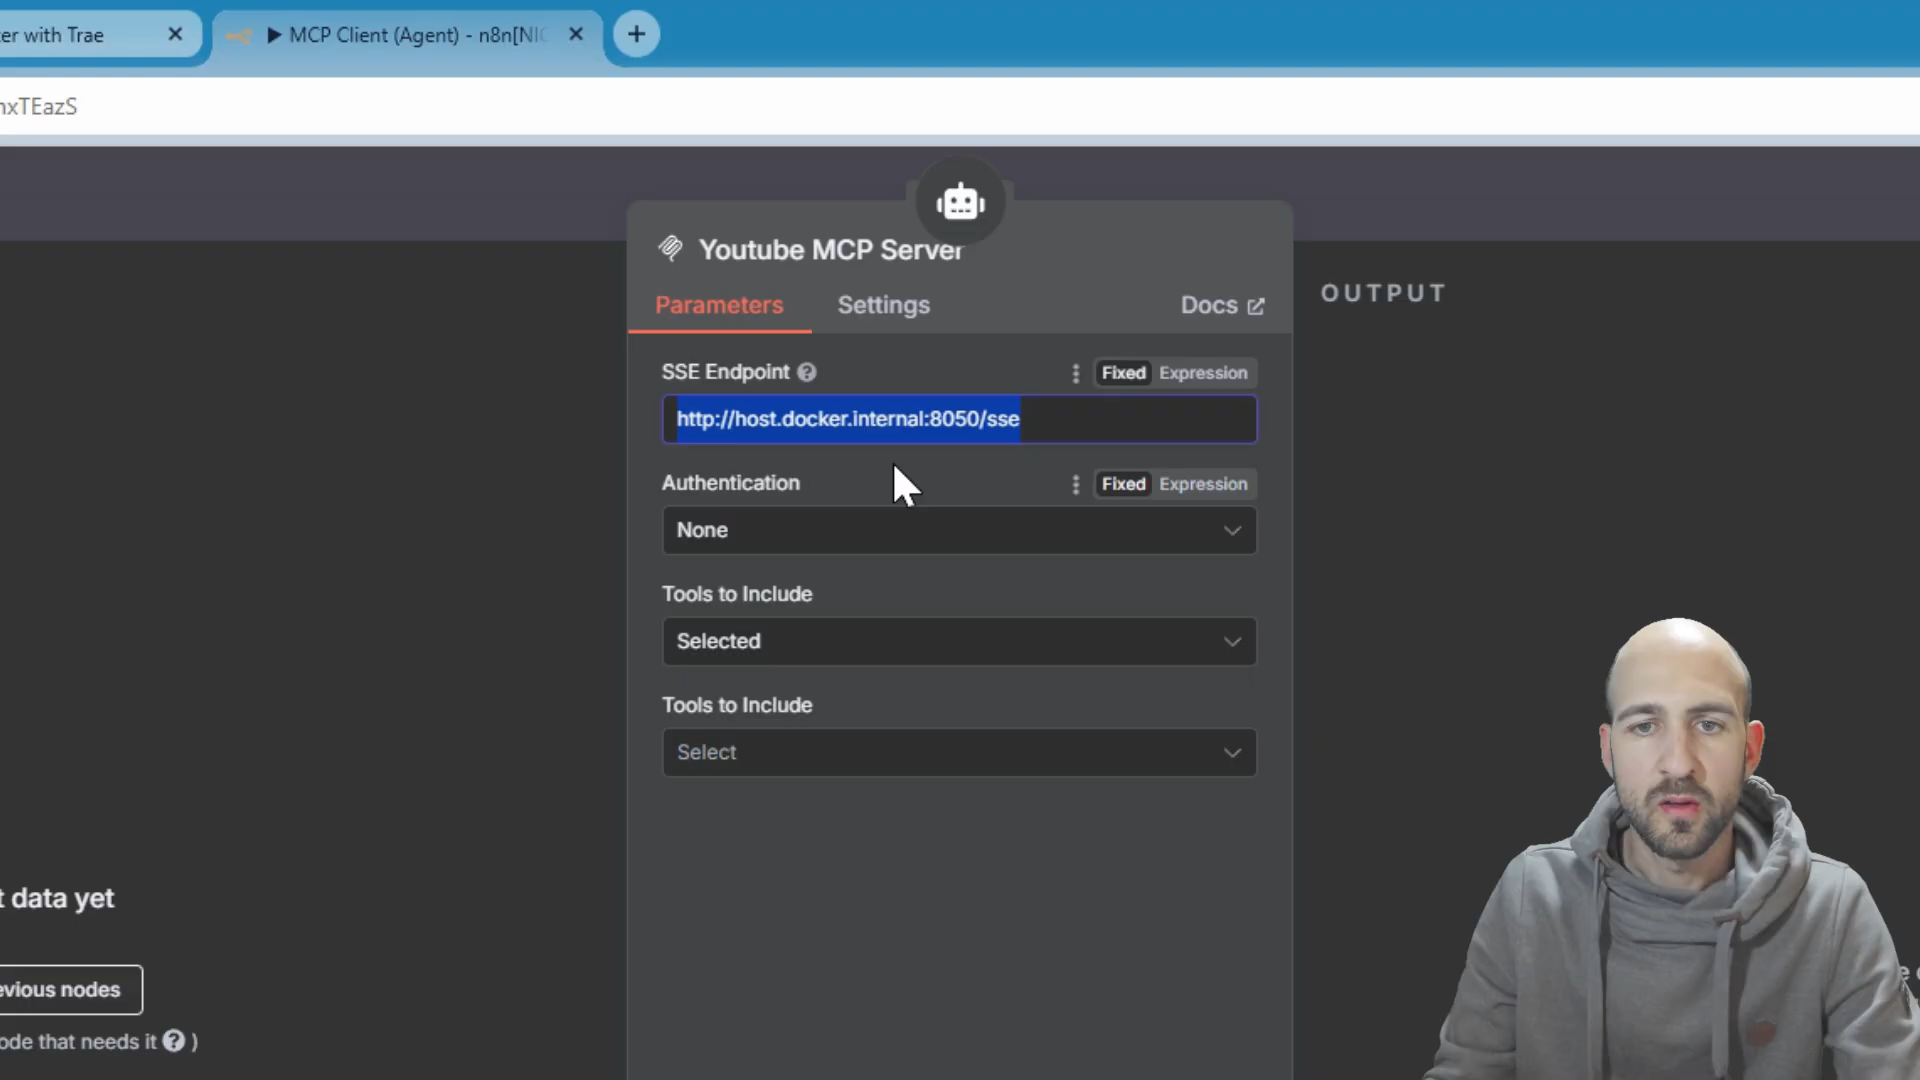 er with Trae
MCP Client (Agent) - n8n[NIC
nxTEazS
Youtube MCP Server
Parameters
Settings
Docs
OUTPUT
SSE Endpoint
Fixed
Expression
http://host.docker.internal:8050/sse
Authentication
Fixed
Expression
None
Tools to Include
Selected
Tools to Include
Select
t data yet
evious nodes
ode that needs it ? )